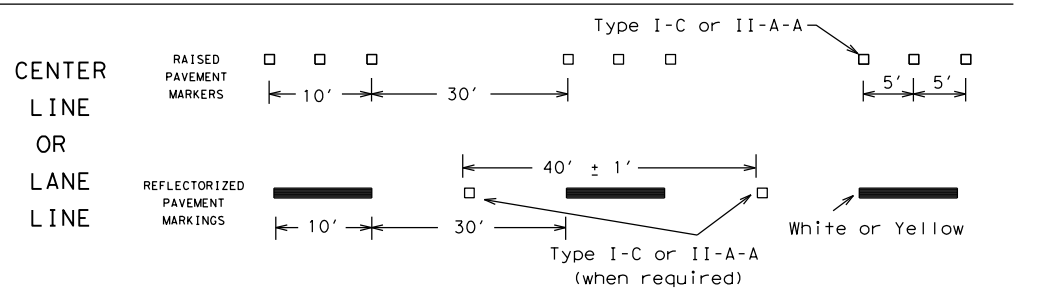 Type I-C or II-A-A
CENTER
LINE
OR
LANE
LINE
RAISED
PAVEMENT
MARKERS
10'
30'
5'
5'
40' ± 1'
REFLECTORIZED
PAVEMENT
MARKINGS
10'
30'
White or Yellow
Type I-C or II-A-A
(when required)